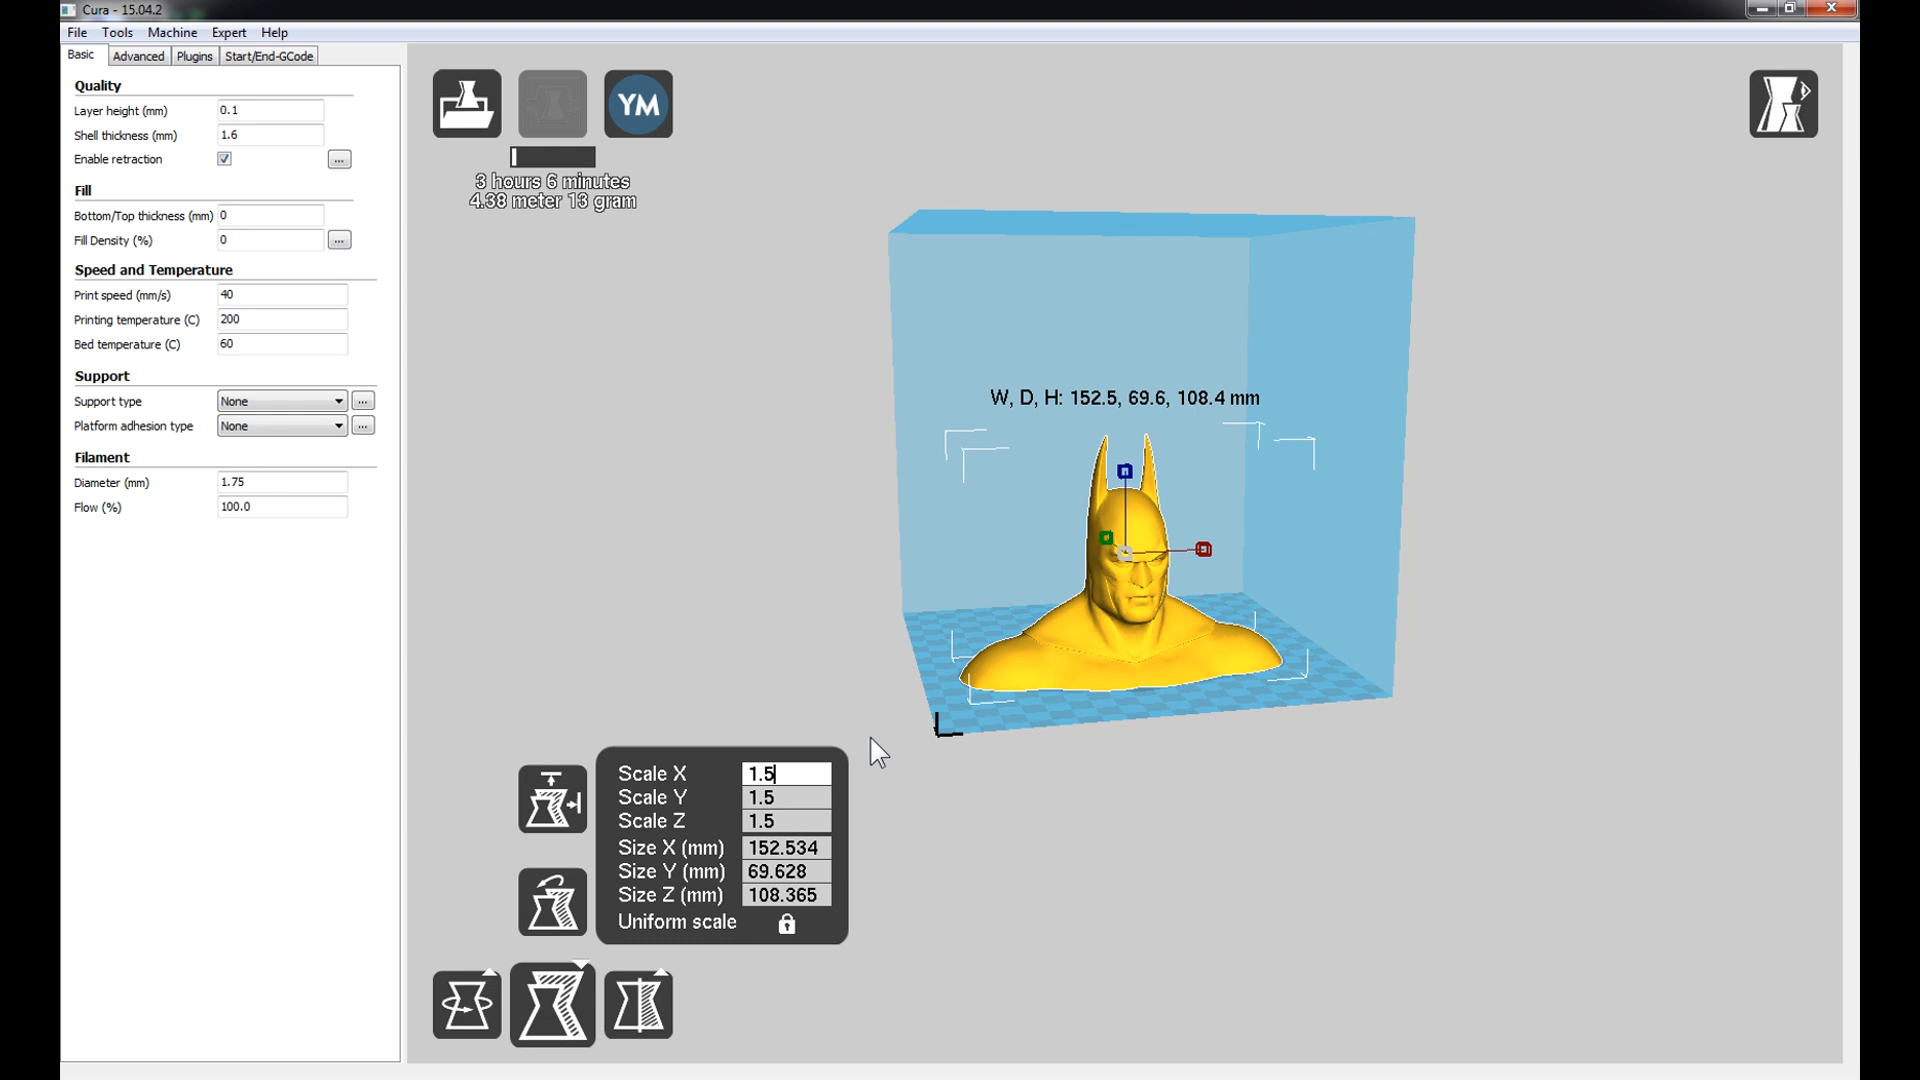 Cura - 15.04.2
File Tools Machine Expert Help
Basic Advanced Plugins Start/End-GCode
Quality
Layer height (mm) 0.1
Shell thickness (mm) 1.6
Enable retraction ...
Fill
Bottom/Top thickness (mm) 0
Fill Density (%) 0 ...
Speed and Temperature
Print speed (mm/s) 40
Printing temperature (C) 200
Bed temperature (C) 60
Support
Support type None ...
Platform adhesion type None ...
Filament
Diameter (mm) 1.75
Flow (%) 100.0
YM
3 hours 6 minutes
4.38 meter 13 gram
W, D, H: 152.5, 69.6, 108.4 mm
Scale X 1.5
Scale Y 1.5
Scale Z 1.5
Size X (mm) 152.534
Size Y (mm) 69.628
Size Z (mm) 108.365
Uniform scale